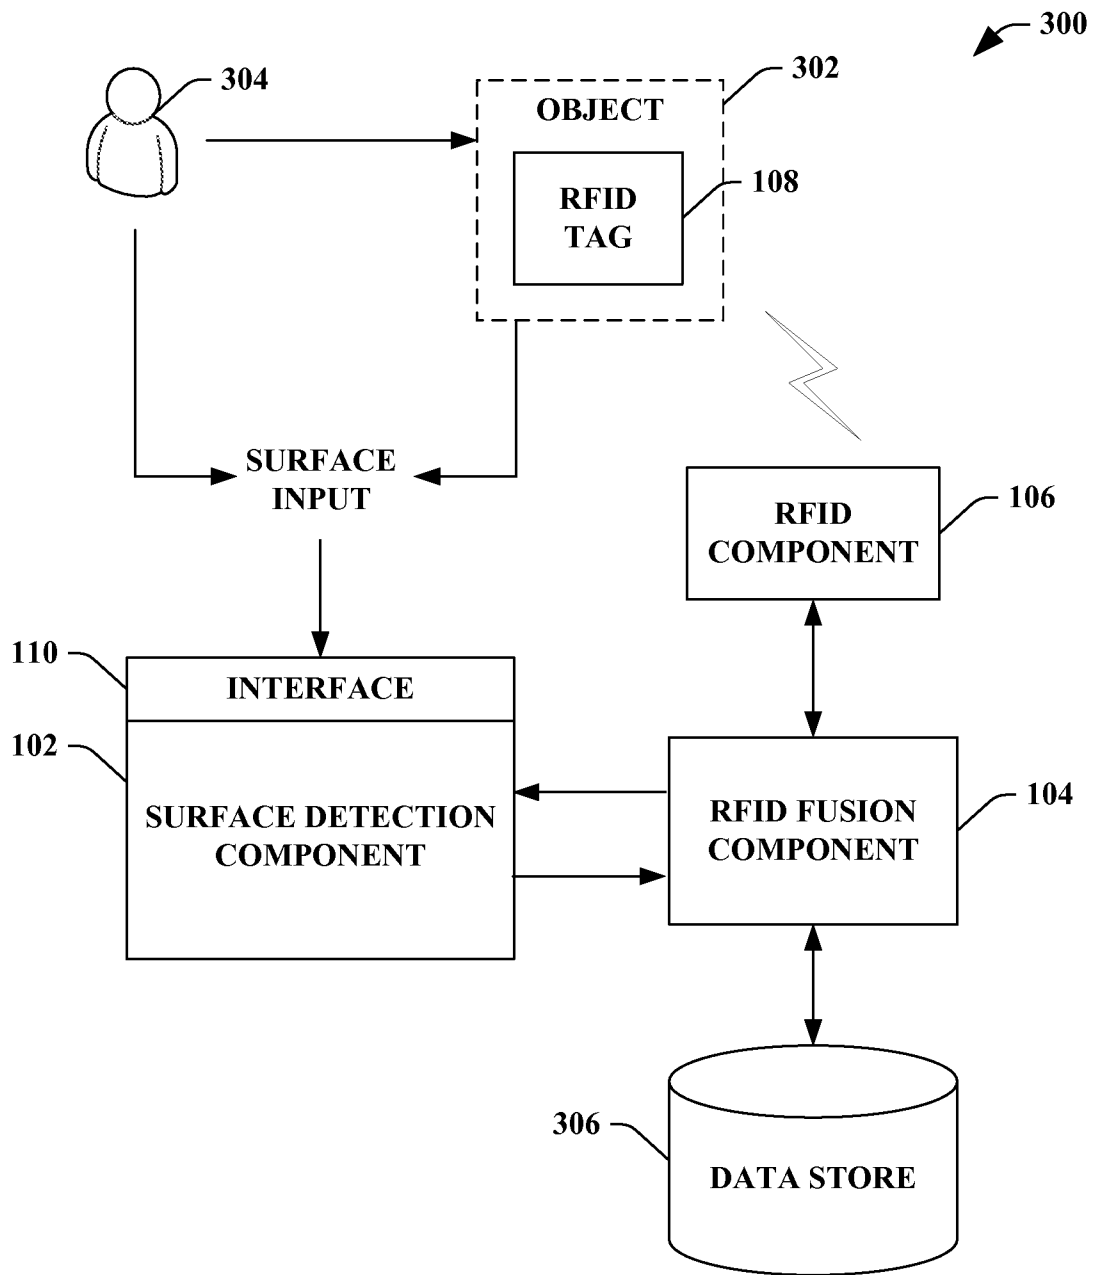 300
304
302
OBJECT
108
RFID
TAG
SURFACE
INPUT
106
RFID
COMPONENT
110
INTERFACE
102
SURFACE DETECTION
COMPONENT
104
RFID FUSION
COMPONENT
306
DATA STORE